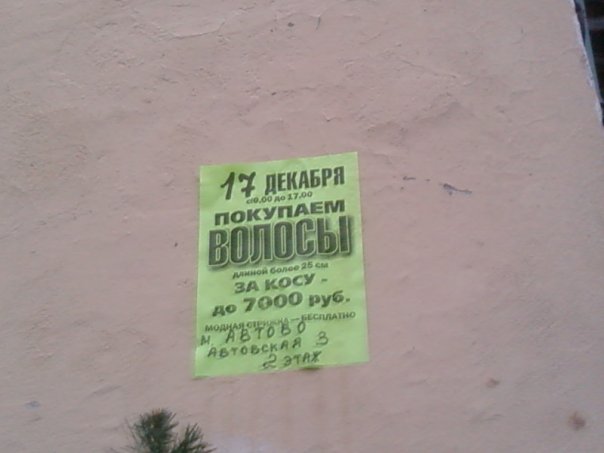 17 ДЕКАБРЯ
с9.00 до 17.00
ПОКУПАЕМ
ВОЛОСЫ
длиной более 25 см
ЗА КОСУ -
до 7000 руб.
МОДНАЯ СТРИЖКА — БЕСПЛАТНО
М. АВТОВО
АВТОВСКАЯ 3
2 ЭТАЖ